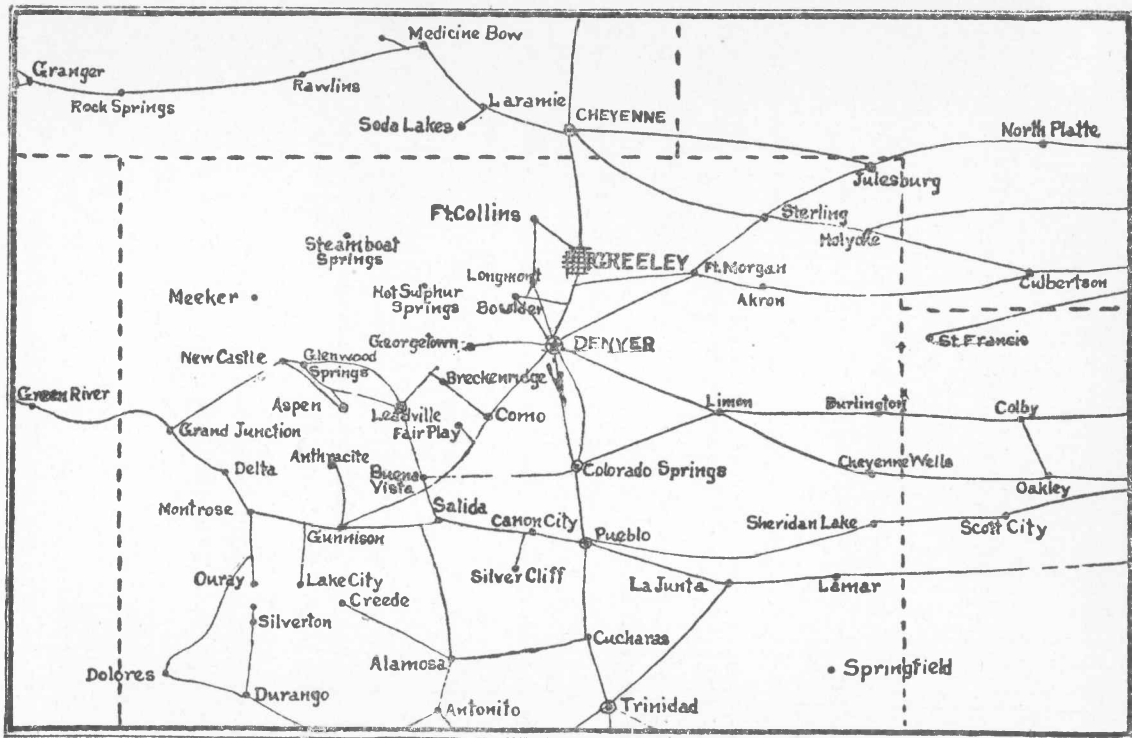 Medicine Bow
Granger
Rock Springs
Rawlins
Laramie
Soda Lakes
CHEYENNE
North Platte
Julesburg
Ft. Collins
Sterling
Holyoke
Steamboat
Springs
GREELEY
Longmont
Ft. Morgan
Akron
Culbertson
Meeker
Hot Sulphur
Springs
Boulder
St. Francis
Georgetown
DENVER
New Castle
Glenwood
Springs
Breckenridge
Green River
Aspen
Leadville
Como
Limon
Burlington
Colby
Grand Junction
Fair Play
Anthracite
Delta
Buena
Vista
Colorado Springs
Cheyenne Wells
Oakley
Montrose
Salida
Canon City
Gunnison
Pueblo
Sheridan Lake
Scott City
Ouray
Lake City
Silver Cliff
La Junta
Lamar
Creede
Silverton
Cucharas
Alamosa
Springfield
Dolores
Durango
Antonito
Trinidad